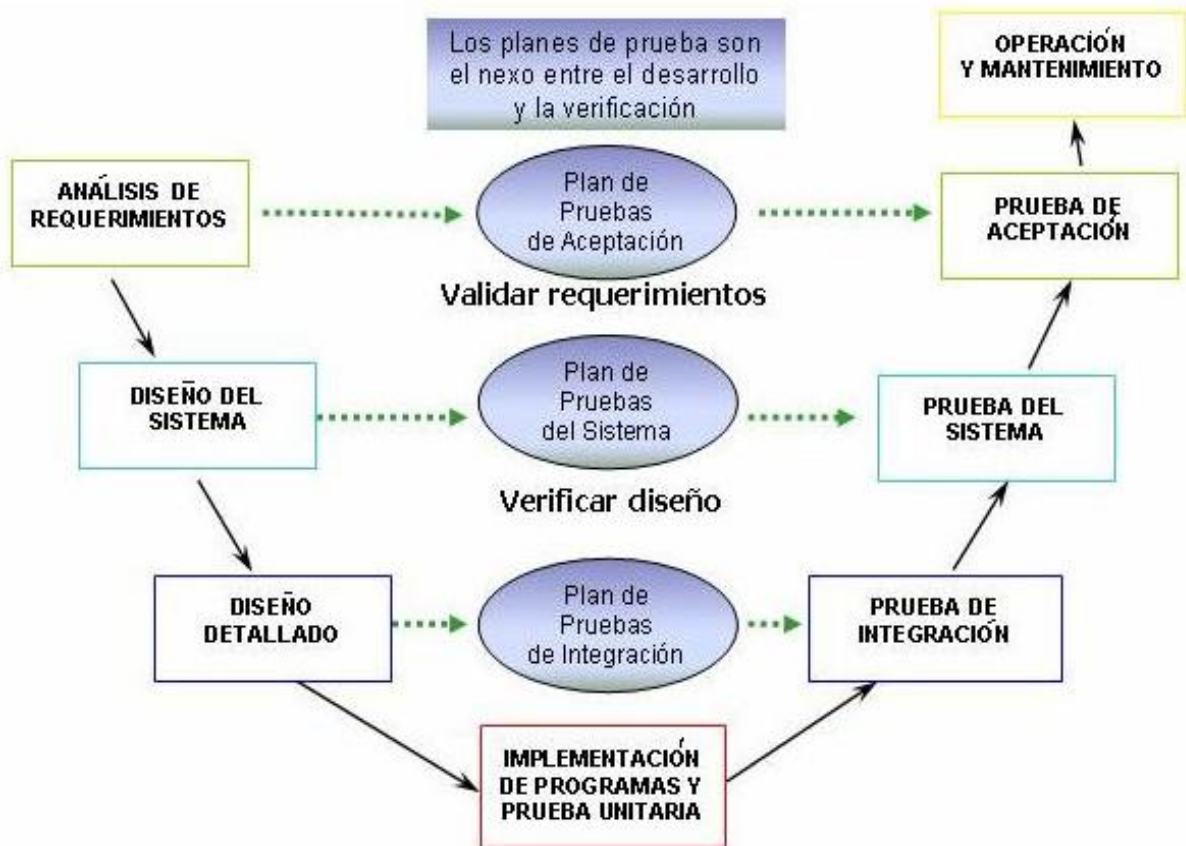 Los planes de prueba son
el nexo entre el desarrollo
y la verificación
OPERACIÓN
Y MANTENIMIENTO
ANÁLISIS DE
REQUERIMIENTOS
Plan de
Pruebas
de Aceptación
PRUEBA DE
ACEPTACIÓN
Validar requerimientos
DISEÑO DEL
SISTEMA
Plan de
Pruebas
del Sistema
PRUEBA DEL
SISTEMA
Verificar diseño
DISEÑO
DETALLADO
Plan de
Pruebas
de Integración
PRUEBA DE
INTEGRACIÓN
IMPLEMENTACIÓN
DE PROGRAMAS Y
PRUEBA UNITARIA